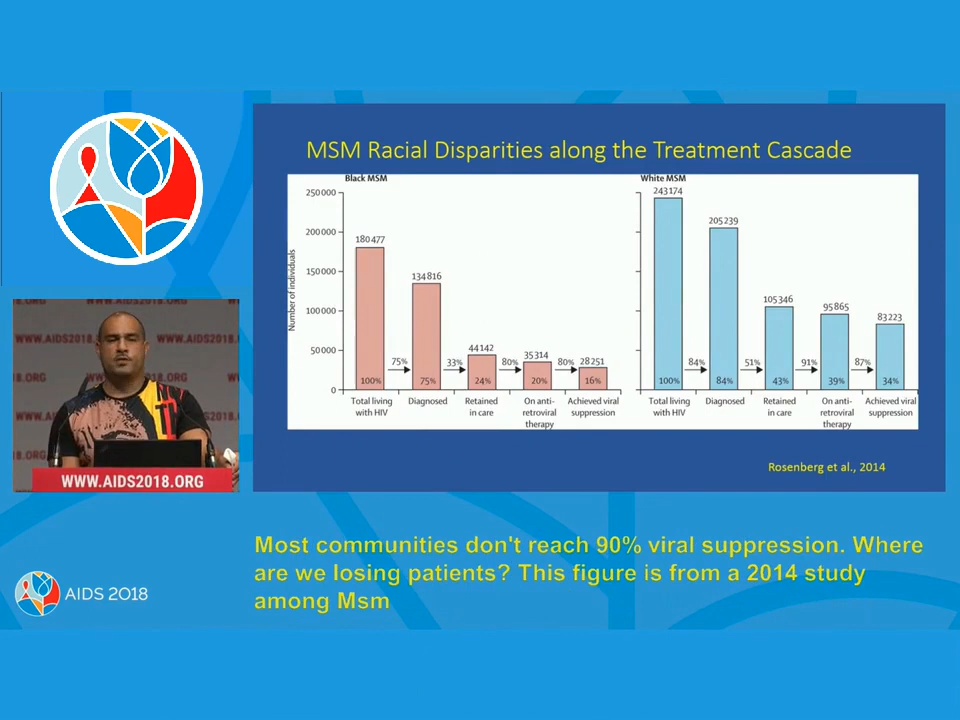 MSM Racial Disparities along the Treatment Cascade
Black MSM
Number of individuals
250 000
200 000
150 000
100 000
50 000
0
180 477
134 816
44 142
35 314
28 251
75%
33%
80%
80%
100%
75%
24%
20%
16%
Total living with HIV
Diagnosed
Retained in care
On anti-retroviral therapy
Achieved viral suppression
White MSM
243 174
205 239
105 346
95 865
83 223
84%
51%
91%
87%
100%
84%
43%
39%
34%
Total living with HIV
Diagnosed
Retained in care
On anti-retroviral therapy
Achieved viral suppression
Rosenberg et al., 2014
WWW.AIDS2018.ORG
WWW.AIDS2018.ORG
AIDS 2018
Most communities don't reach 90% viral suppression. Where
are we losing patients? This figure is from a 2014 study
among Msm